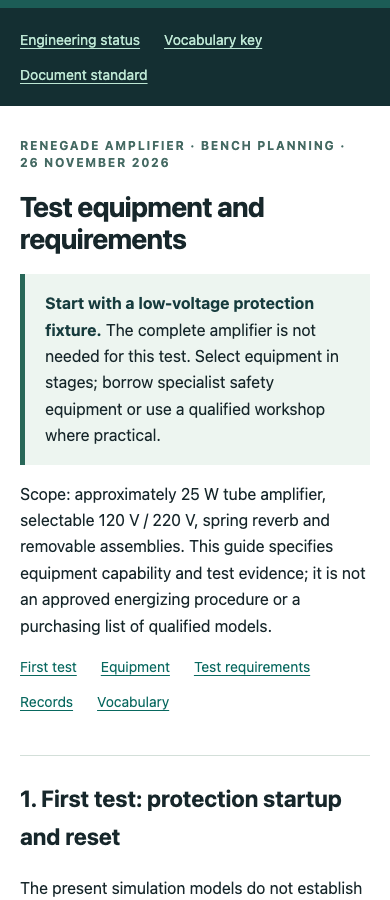 Engineering status Vocabulary key
Document standard
RENEGADE AMPLIFIER · BENCH PLANNING ·
26 NOVEMBER 2026
Test equipment and
requirements
Start with a low-voltage protection
fixture. The complete amplifier is not
needed for this test. Select equipment in
stages; borrow specialist safety
equipment or use a qualified workshop
where practical.
Scope: approximately 25 W tube amplifier,
selectable 120 V / 220 V, spring reverb and
removable assemblies. This guide specifies
equipment capability and test evidence; it is not
an approved energizing procedure or a
purchasing list of qualified models.
First test Equipment Test requirements
Records Vocabulary
1. First test: protection startup
and reset
The present simulation models do not establish